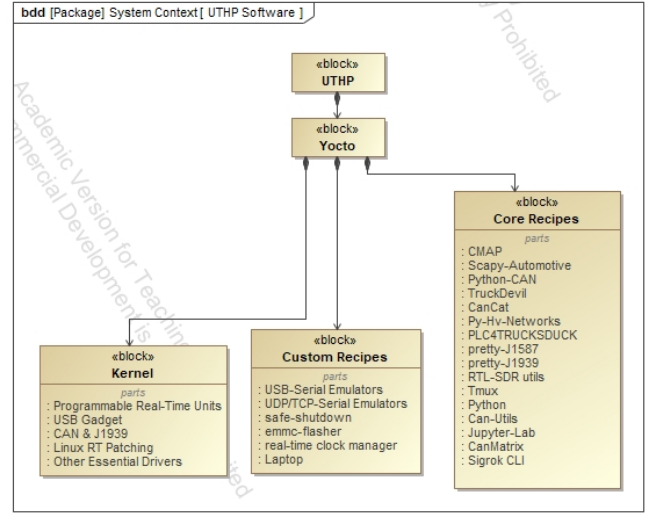 bdd [Package] System Context [ UTHP Software ]
«block»
UTHP
«block»
Yocto
«block»
Core Recipes
parts
: CMAP
: Scapy-Automotive
: Python-CAN
: TruckDevil
: CanCat
: Py-Hv-Networks
: PLC4TRUCKSDUCK
: pretty-J1587
: pretty-J1939
: RTL-SDR utils
: Tmux
: Python
: Can-Utils
: Jupyter-Lab
: CanMatrix
: Sigrok CLI
«block»
Kernel
parts
: Programmable Real-Time Units
: USB Gadget
: CAN & J1939
: Linux RT Patching
: Other Essential Drivers
«block»
Custom Recipes
parts
: USB-Serial Emulators
: UDP/TCP-Serial Emulators
: safe-shutdown
: emmc-flasher
: real-time clock manager
: Laptop
Academic Version for Teaching
Development is
Prohibited